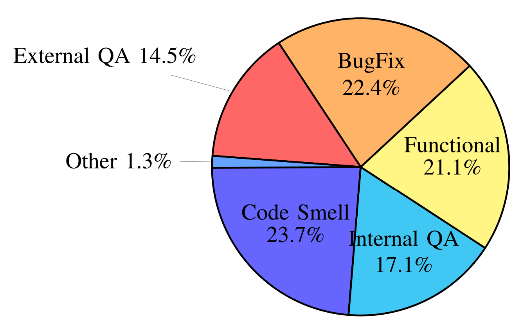 External QA 14.5%
BugFix
22.4%
Functional
21.1%
Other 1.3%
Code Smell
23.7%
Internal QA
17.1%